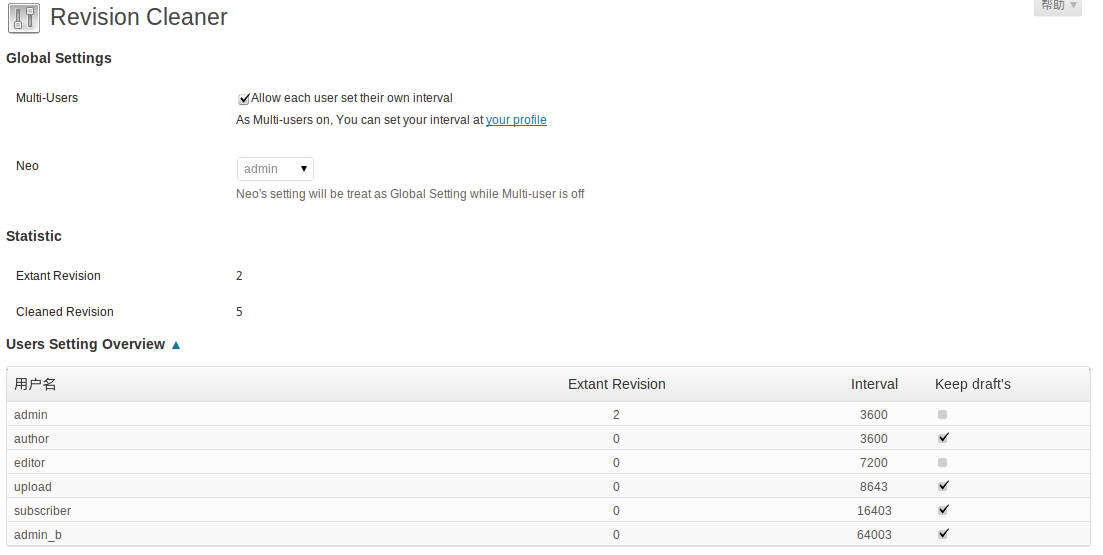 Revision Cleaner
帮助
Global Settings
Multi-Users
Allow each user set their own interval
As Multi-users on, You can set your interval at your profile
Neo
admin
Neo's setting will be treat as Global Setting while Multi-user is off
Statistic
Extant Revision 2
Cleaned Revision 5
Users Setting Overview ▲
用户名 Extant Revision Interval Keep draft's
admin 2 3600
author 0 3600
editor 0 7200
upload 0 8643
subscriber 0 16403
admin_b 0 64003